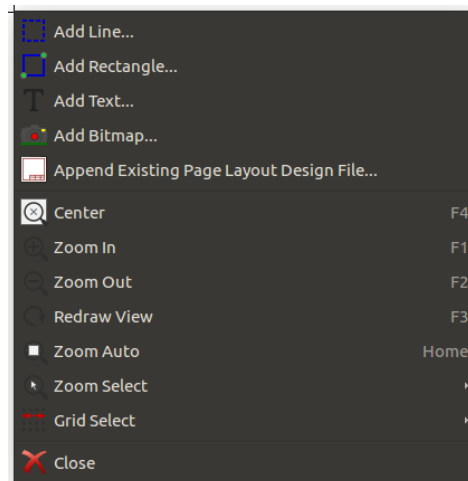 Add Line...
Add Rectangle...
Add Text...
Add Bitmap...
Append Existing Page Layout Design File...
Center F4
Zoom In F1
Zoom Out F2
Redraw View F3
Zoom Auto Home
Zoom Select
Grid Select
Close